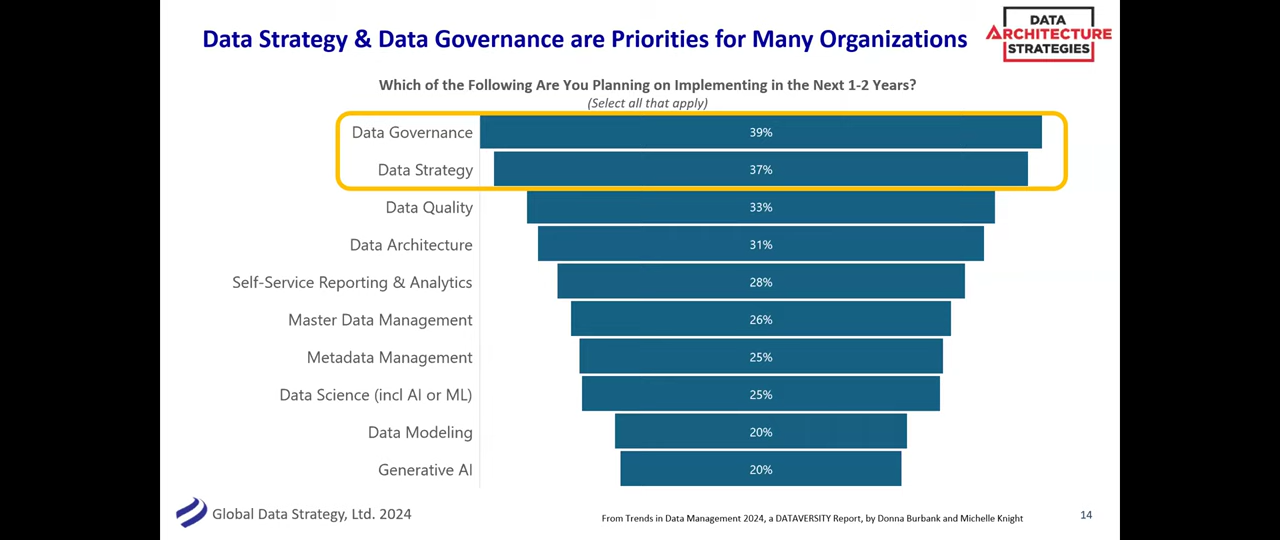 Data Strategy & Data Governance are Priorities for Many Organizations
DATA
ARCHITECTURE
STRATEGIES
Which of the Following Are You Planning on Implementing in the Next 1-2 Years?
(Select all that apply)
Data Governance 39%
Data Strategy 37%
Data Quality 33%
Data Architecture 31%
Self-Service Reporting & Analytics 28%
Master Data Management 26%
Metadata Management 25%
Data Science (incl AI or ML) 25%
Data Modeling 20%
Generative AI 20%
Global Data Strategy, Ltd. 2024
From Trends in Data Management 2024, a DATAVERSITY Report, by Donna Burbank and Michelle Knight
14